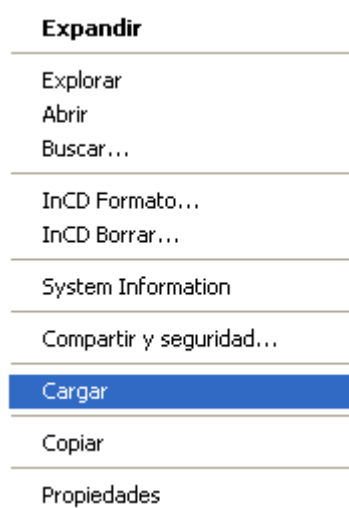 Expandir
Explorar
Abrir
Buscar...
InCD Formato...
InCD Borrar...
System Information
Compartir y seguridad...
Cargar
Copiar
Propiedades